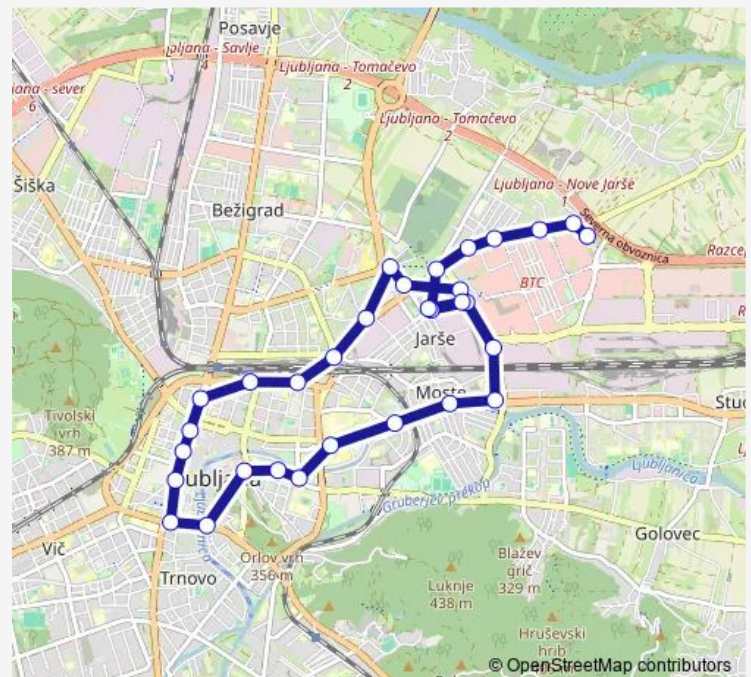 Posavje
Ljubljana - Savlje
4
Ljubljana - Tomačevo
2
6
Ljubljana - Tomačevo
2
Šiška
Ljubljana - Nove Jarše
1
Bežigrad
Severna obvoznica
BTC
Jarše
Moste
Tivolski
vrh
387 m
Ljubljanica
Gruberjev prekop
Golovec
Vič
Orlov vrh
356 m
Blažev
grič
329 m
Trnovo
Luknje
438 m
Hruševski
hrib
© OpenStreetMap contributors